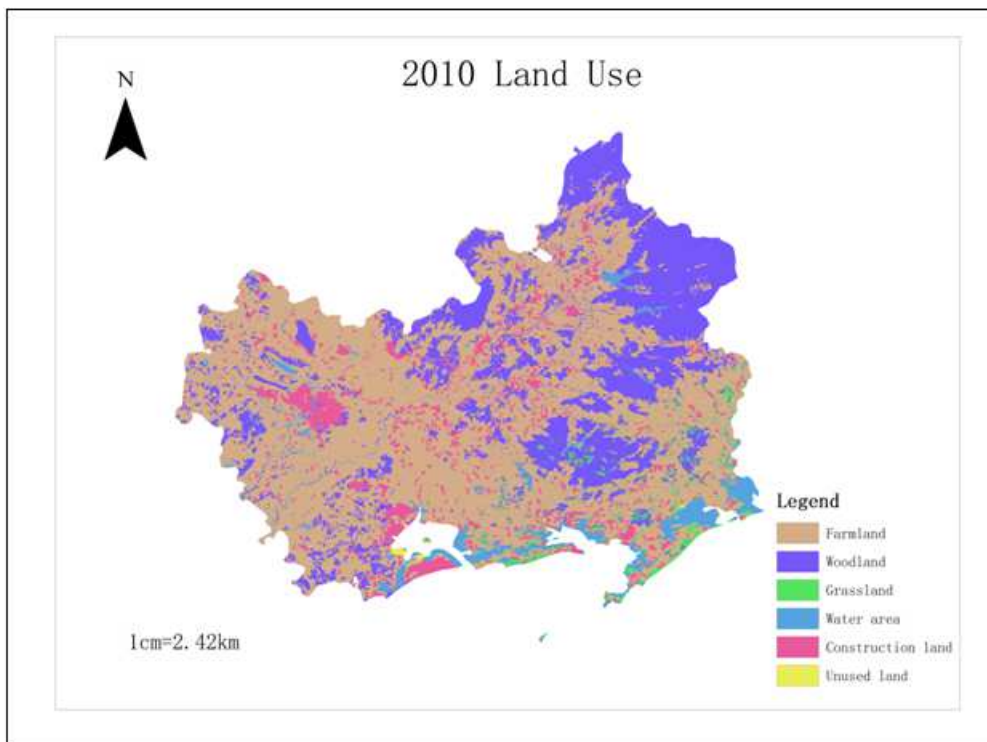 2010 Land Use
N
Legend
Farmland
Woodland
Grassland
Water area
Construction land
Unused land
1cm=2.42km